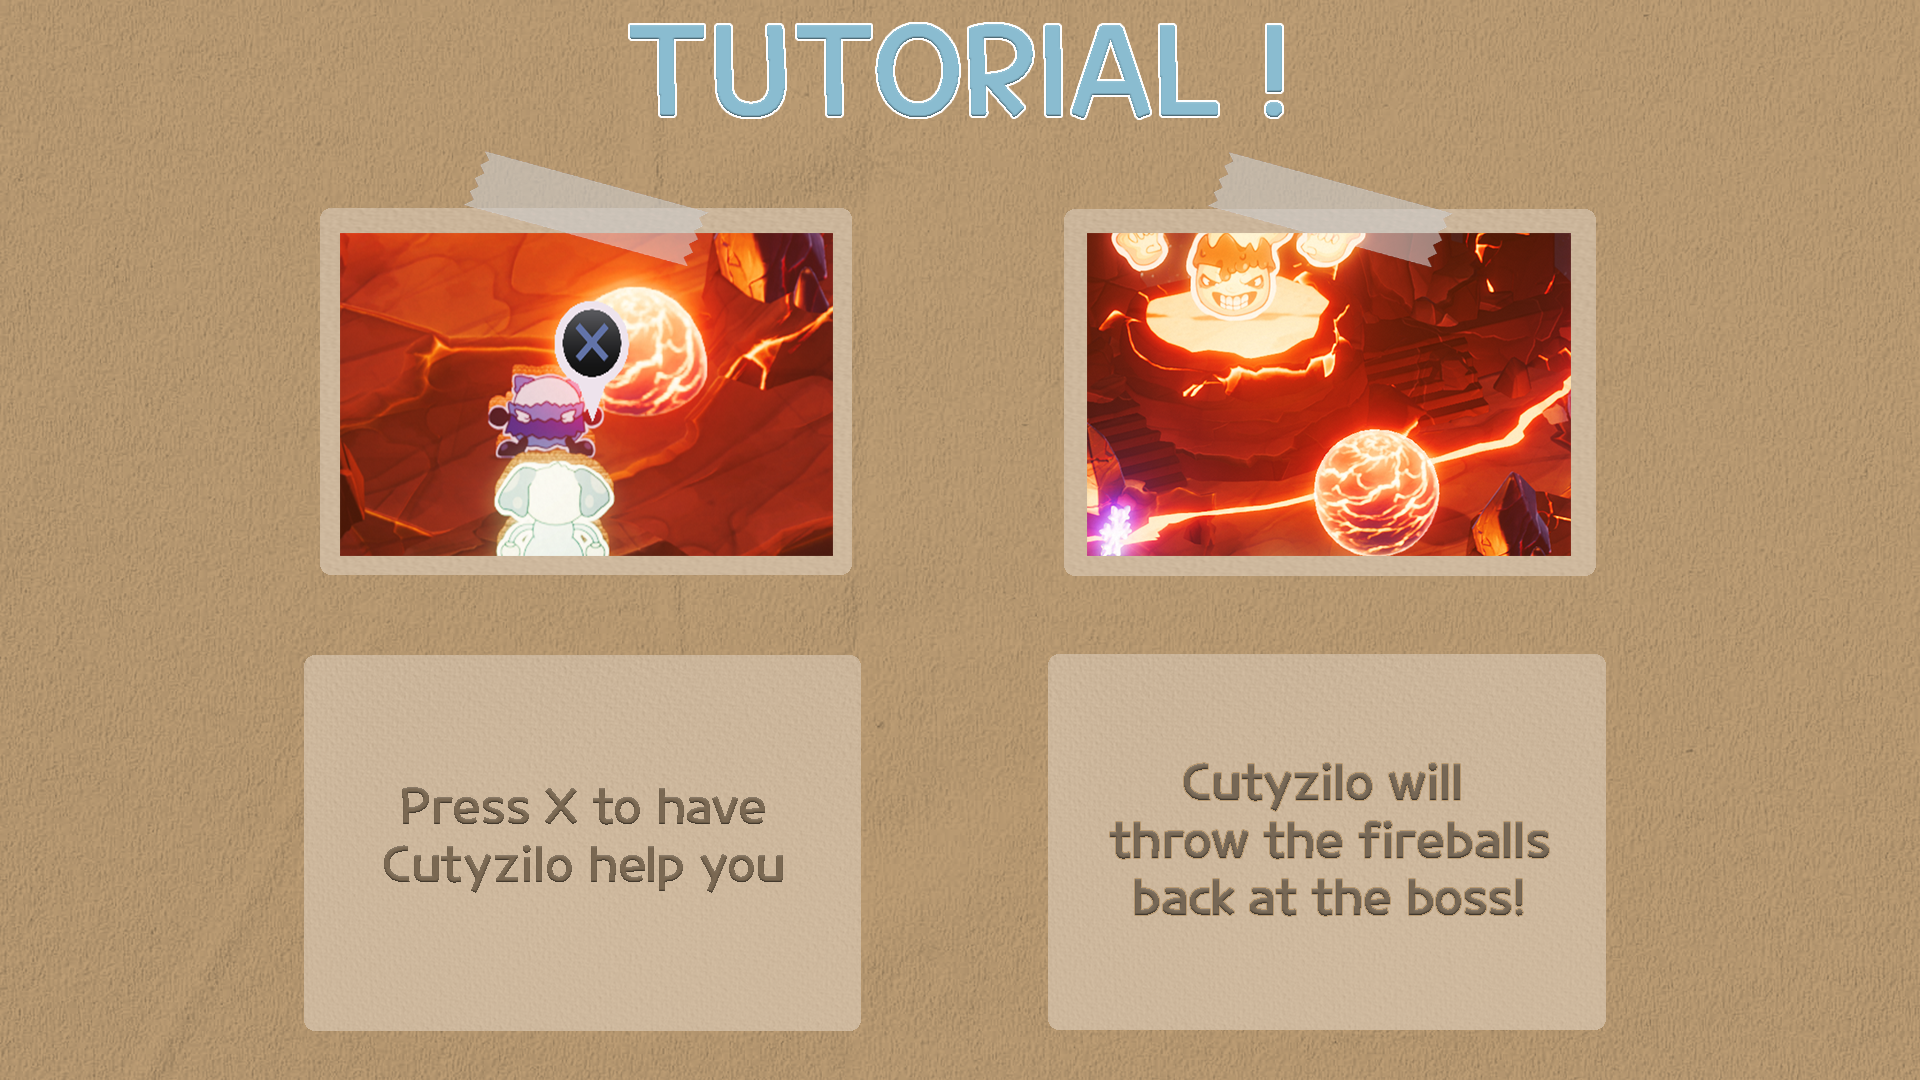 TUTORIAL !
X
Press X to have
Cutyzilo help you
Cutyzilo will
throw the fireballs
back at the boss!